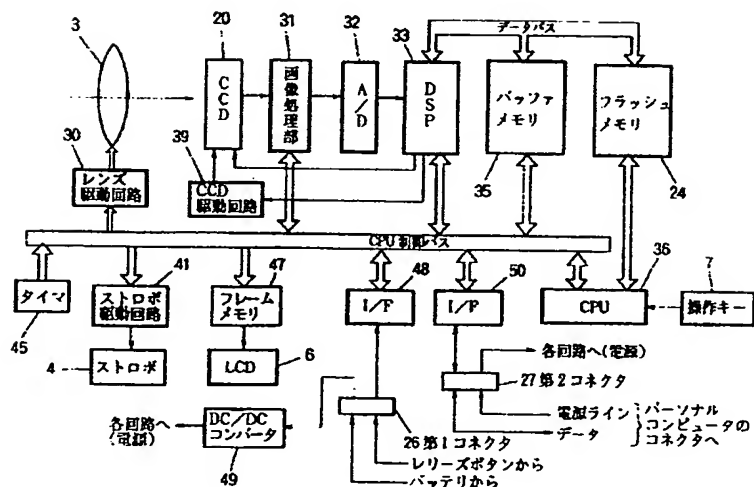 3
20
31
32
33
データバス
CCD
画像処理部
A/D
DSP
バッファ
メモリ
フラッシュ
メモリ
30
39
35
24
レンズ
駆動回路
CCD
駆動回路
CPU制御バス
41
47
48
50
36
7
タイマ
ストロボ
駆動回路
フレーム
メモリ
I/F
I/F
CPU
操作キー
45
4
ストロボ
LCD
6
各回路へ(電源)
27第2コネクタ
各回路へ
(電源)
DC/DC
コンバータ
26第1コネクタ
電源ライン
データ
パーソナル
コンピュータの
コネクタへ
49
レリーズボタンから
バッテリから